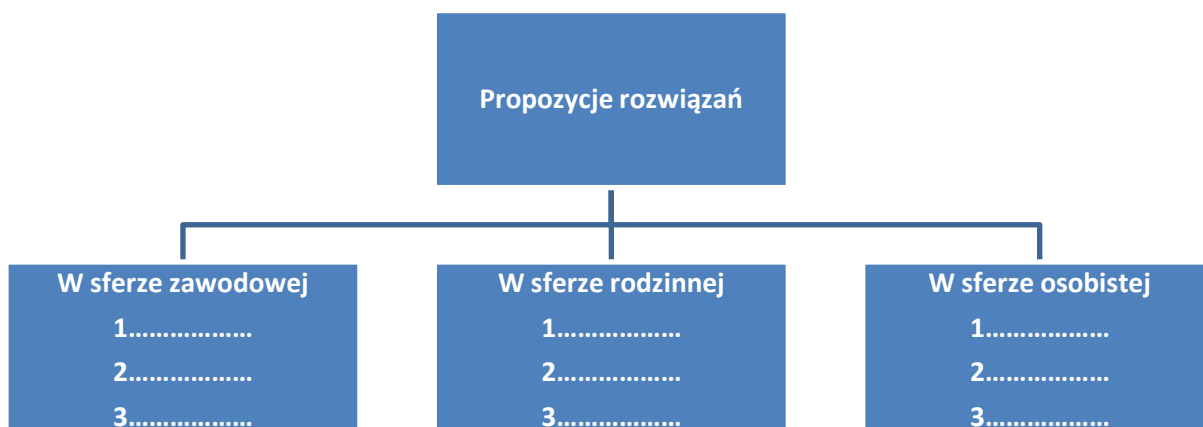 Propozycje rozwiązań
W sferze zawodowej
1………………
2………………
3………………
W sferze rodzinnej
1………………
2………………
3………………
W sferze osobistej
1………………
2………………
3………………